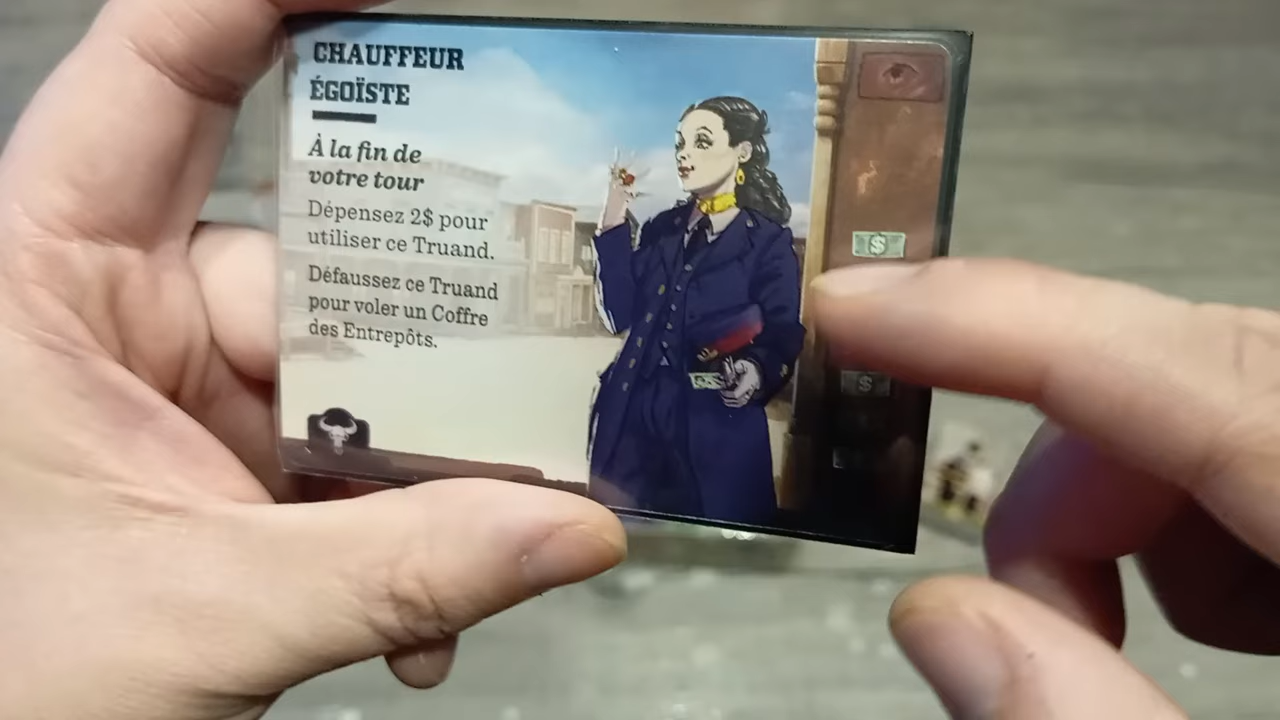 CHAUFFEUR
ÉGOÏSTE
À la fin de
votre tour
Dépensez 2$ pour
utiliser ce Truand.
Défaussez ce Truand
pour voler un Coffre
des Entrepôts.
$
$